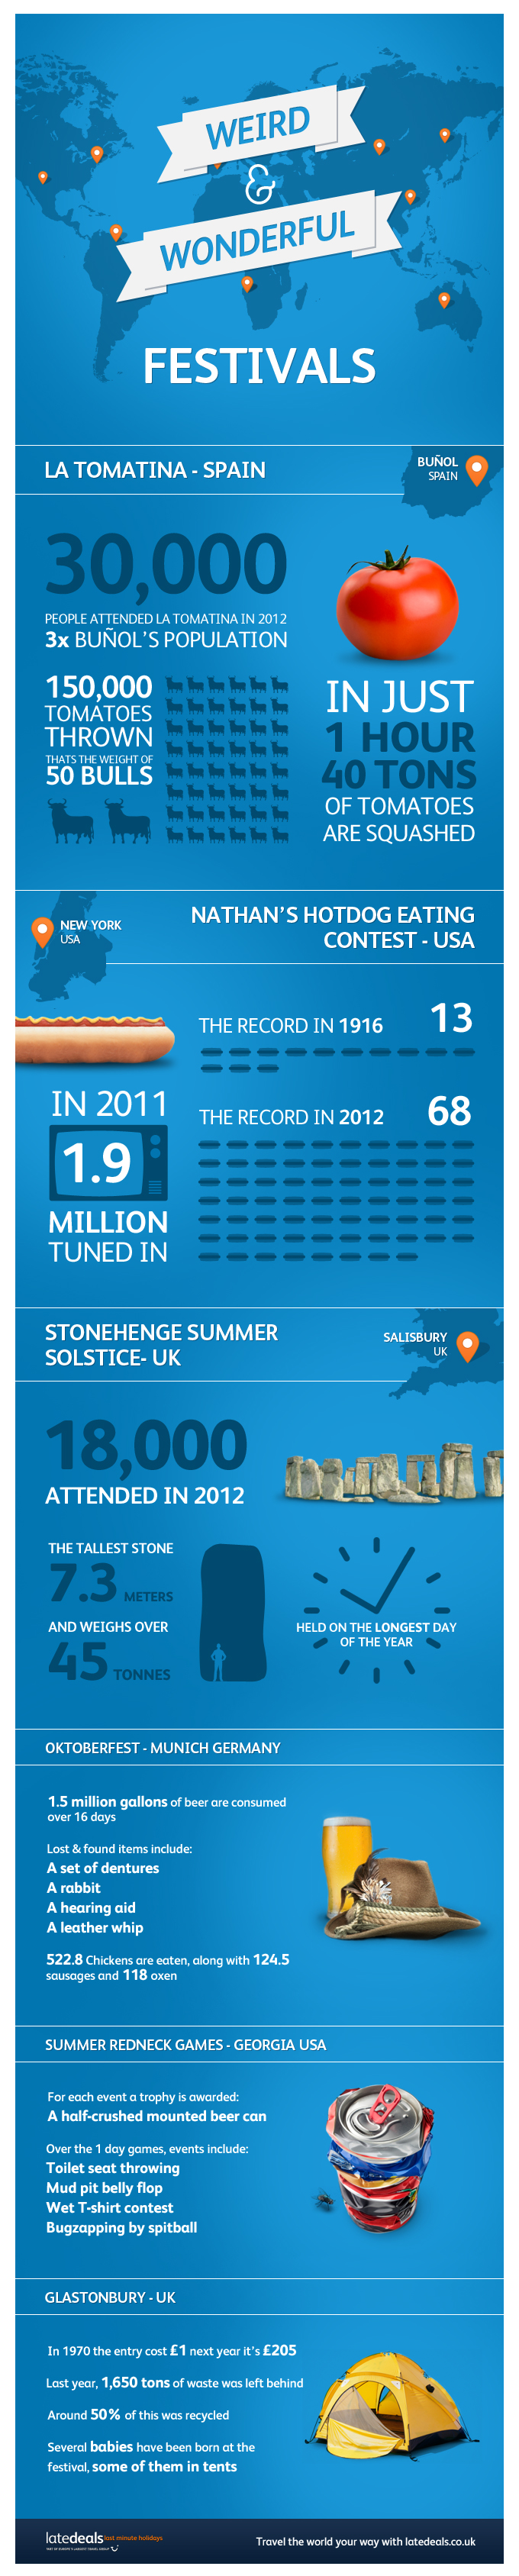 WEIRD
&
WONDERFUL
FESTIVALS
LA TOMATINA - SPAIN
BUÑOL
SPAIN
30,000
PEOPLE ATTENDED LA TOMATINA IN 2012
3x BUÑOL'S POPULATION
150,000
TOMATOES
THROWN
THATS THE WEIGHT OF
50 BULLS
IN JUST
1 HOUR
40 TONS
OF TOMATOES
ARE SQUASHED
NEW YORK
USA
NATHAN'S HOTDOG EATING
CONTEST - USA
THE RECORD IN 1916 13
IN 2011
1.9
MILLION
TUNED IN
THE RECORD IN 2012 68
STONEHENGE SUMMER
SOLSTICE- UK
SALISBURY
UK
18,000
ATTENDED IN 2012
THE TALLEST STONE
7.3 METERS
AND WEIGHS OVER
45 TONNES
HELD ON THE LONGEST DAY
OF THE YEAR
OKTOBERFEST - MUNICH GERMANY
1.5 million gallons of beer are consumed
over 16 days
Lost & found items include:
A set of dentures
A rabbit
A hearing aid
A leather whip
522.8 Chickens are eaten, along with 124.5
sausages and 118 oxen
SUMMER REDNECK GAMES - GEORGIA USA
For each event a trophy is awarded:
A half-crushed mounted beer can
Over the 1 day games, events include:
Toilet seat throwing
Mud pit belly flop
Wet T-shirt contest
Bugzapping by spitball
GLASTONBURY - UK
In 1970 the entry cost £1 next year it's £205
Last year, 1,650 tons of waste was left behind
Around 50% of this was recycled
Several babies have been born at the
festival, some of them in tents
latedeals last minute holidays
PART OF EUROPE'S LARGEST TRAVEL GROUP
Travel the world your way with latedeals.co.uk